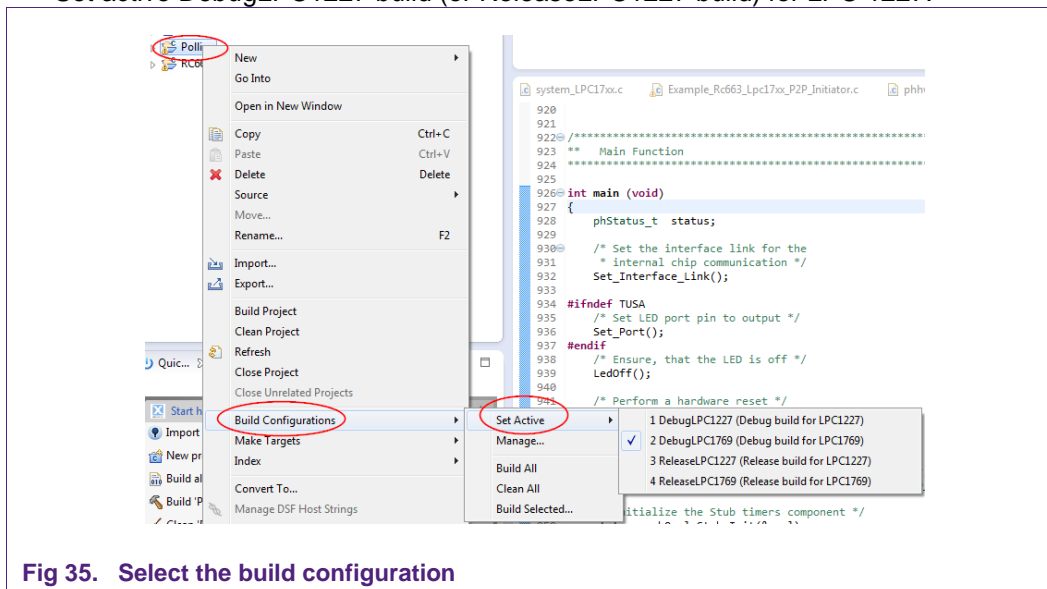 Set active DebugLPC1227 build (or ReleaseLPC1227 build) for LPC 1227.
Polli
RC66
New
Go Into
Open in New Window
Copy Ctrl+C
Paste Ctrl+V
Delete Delete
Source
Move...
Rename... F2
Import...
Export...
Build Project
Clean Project
Refresh
Close Project
Close Unrelated Projects
Build Configurations
Make Targets
Index
Convert To...
Manage DSF Host Strings
Quic...
Start h
Import
New pr
Build al
Build 'P
Set Active
Manage...
Build All
Clean All
Build Selected...
1 DebugLPC1227 (Debug build for LPC1227)
2 DebugLPC1769 (Debug build for LPC1769)
3 ReleaseLPC1227 (Release build for LPC1227)
4 ReleaseLPC1769 (Release build for LPC1769)
system_LPC17xx.c Example_Rc663_Lpc17xx_P2P_Initiator.c phhw
920
921
922 /******************************************************
923 ** Main Function
924 ******************************************************
925
926 int main (void)
927 {
928 phStatus_t status;
929
930 /* Set the interface link for the
931 * internal chip communication */
932 Set_Interface_Link();
933
934 #ifndef TUSA
935 /* Set LED port pin to output */
936 Set_Port();
937 #endif
938 /* Ensure, that the LED is off */
939 LedOff();
940
941 /* Perform a hardware reset */
itialize the Stub timers component */
Fig 35. Select the build configuration